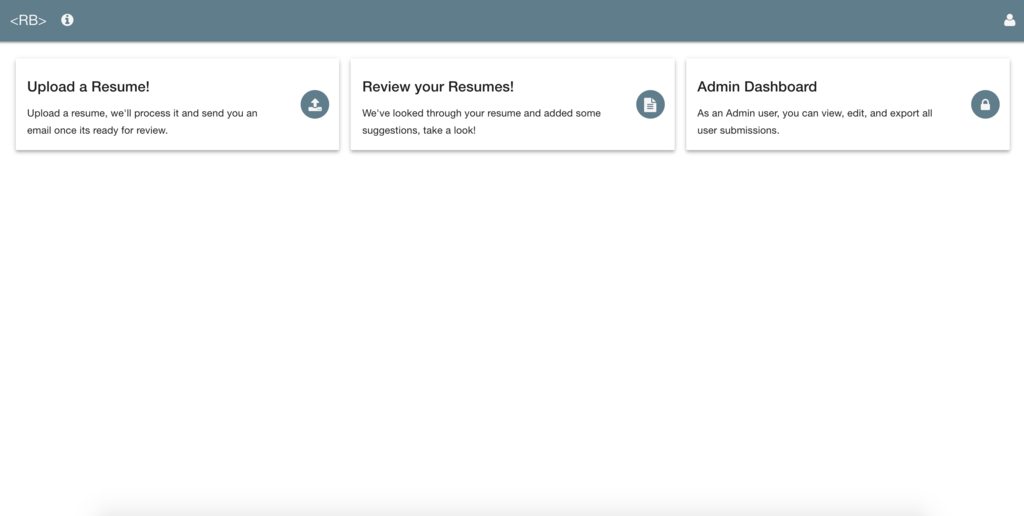 <RB>
Upload a Resume!
Upload a resume, we'll process it and send you an
email once its ready for review.
Review your Resumes!
We've looked through your resume and added some
suggestions, take a look!
Admin Dashboard
As an Admin user, you can view, edit, and export all
user submissions.